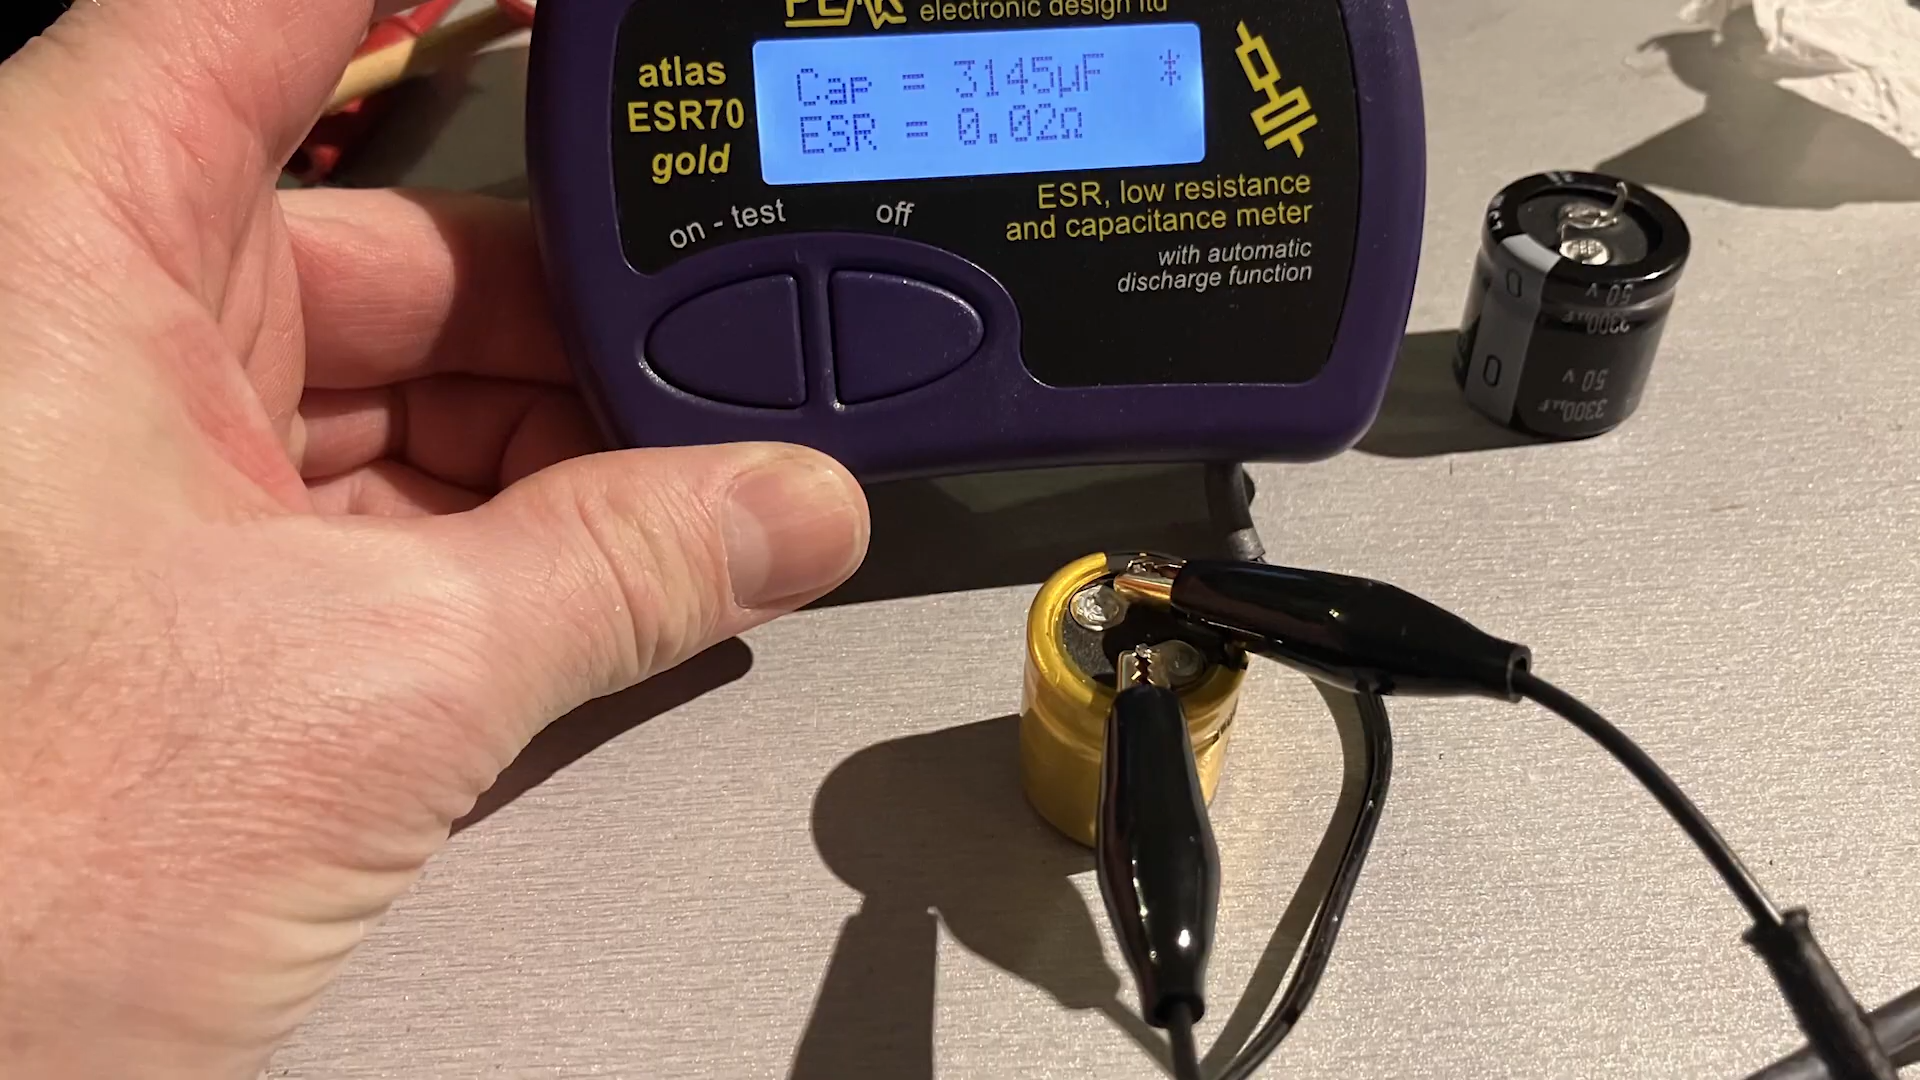 PEAK electronic design ltd
atlas
ESR70
gold
Cap = 3145µF *
ESR = 0.02Ω
on - test
off
ESR, low resistance
and capacitance meter
with automatic
discharge function
50 V
3300µF
50 V
3300µF